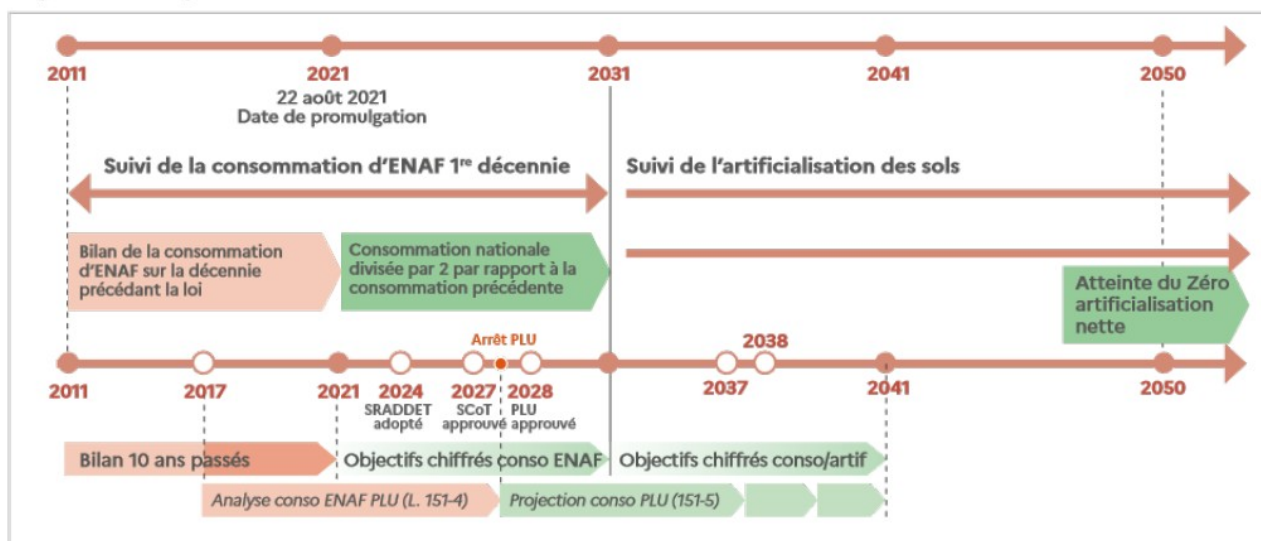 2011
2021
2031
2041
2050
22 août 2021
Date de promulgation
Suivi de la consommation d'ENAF 1re décennie
Suivi de l'artificialisation des sols
Bilan de la consommation
d'ENAF sur la décennie
précédant la loi
Consommation nationale
divisée par 2 par rapport à la
consommation précédente
Atteinte du Zéro
artificialisation
nette
Arrêt PLU
2038
2011
2017
2021
2024
2027
2028
2037
2041
2050
SRADDET
adopté
SCoT
approuvé
PLU
approuvé
Bilan 10 ans passés
Objectifs chiffrés conso ENAF
Objectifs chiffrés conso/artif
Analyse conso ENAF PLU (L. 151-4)
Projection conso PLU (151-5)